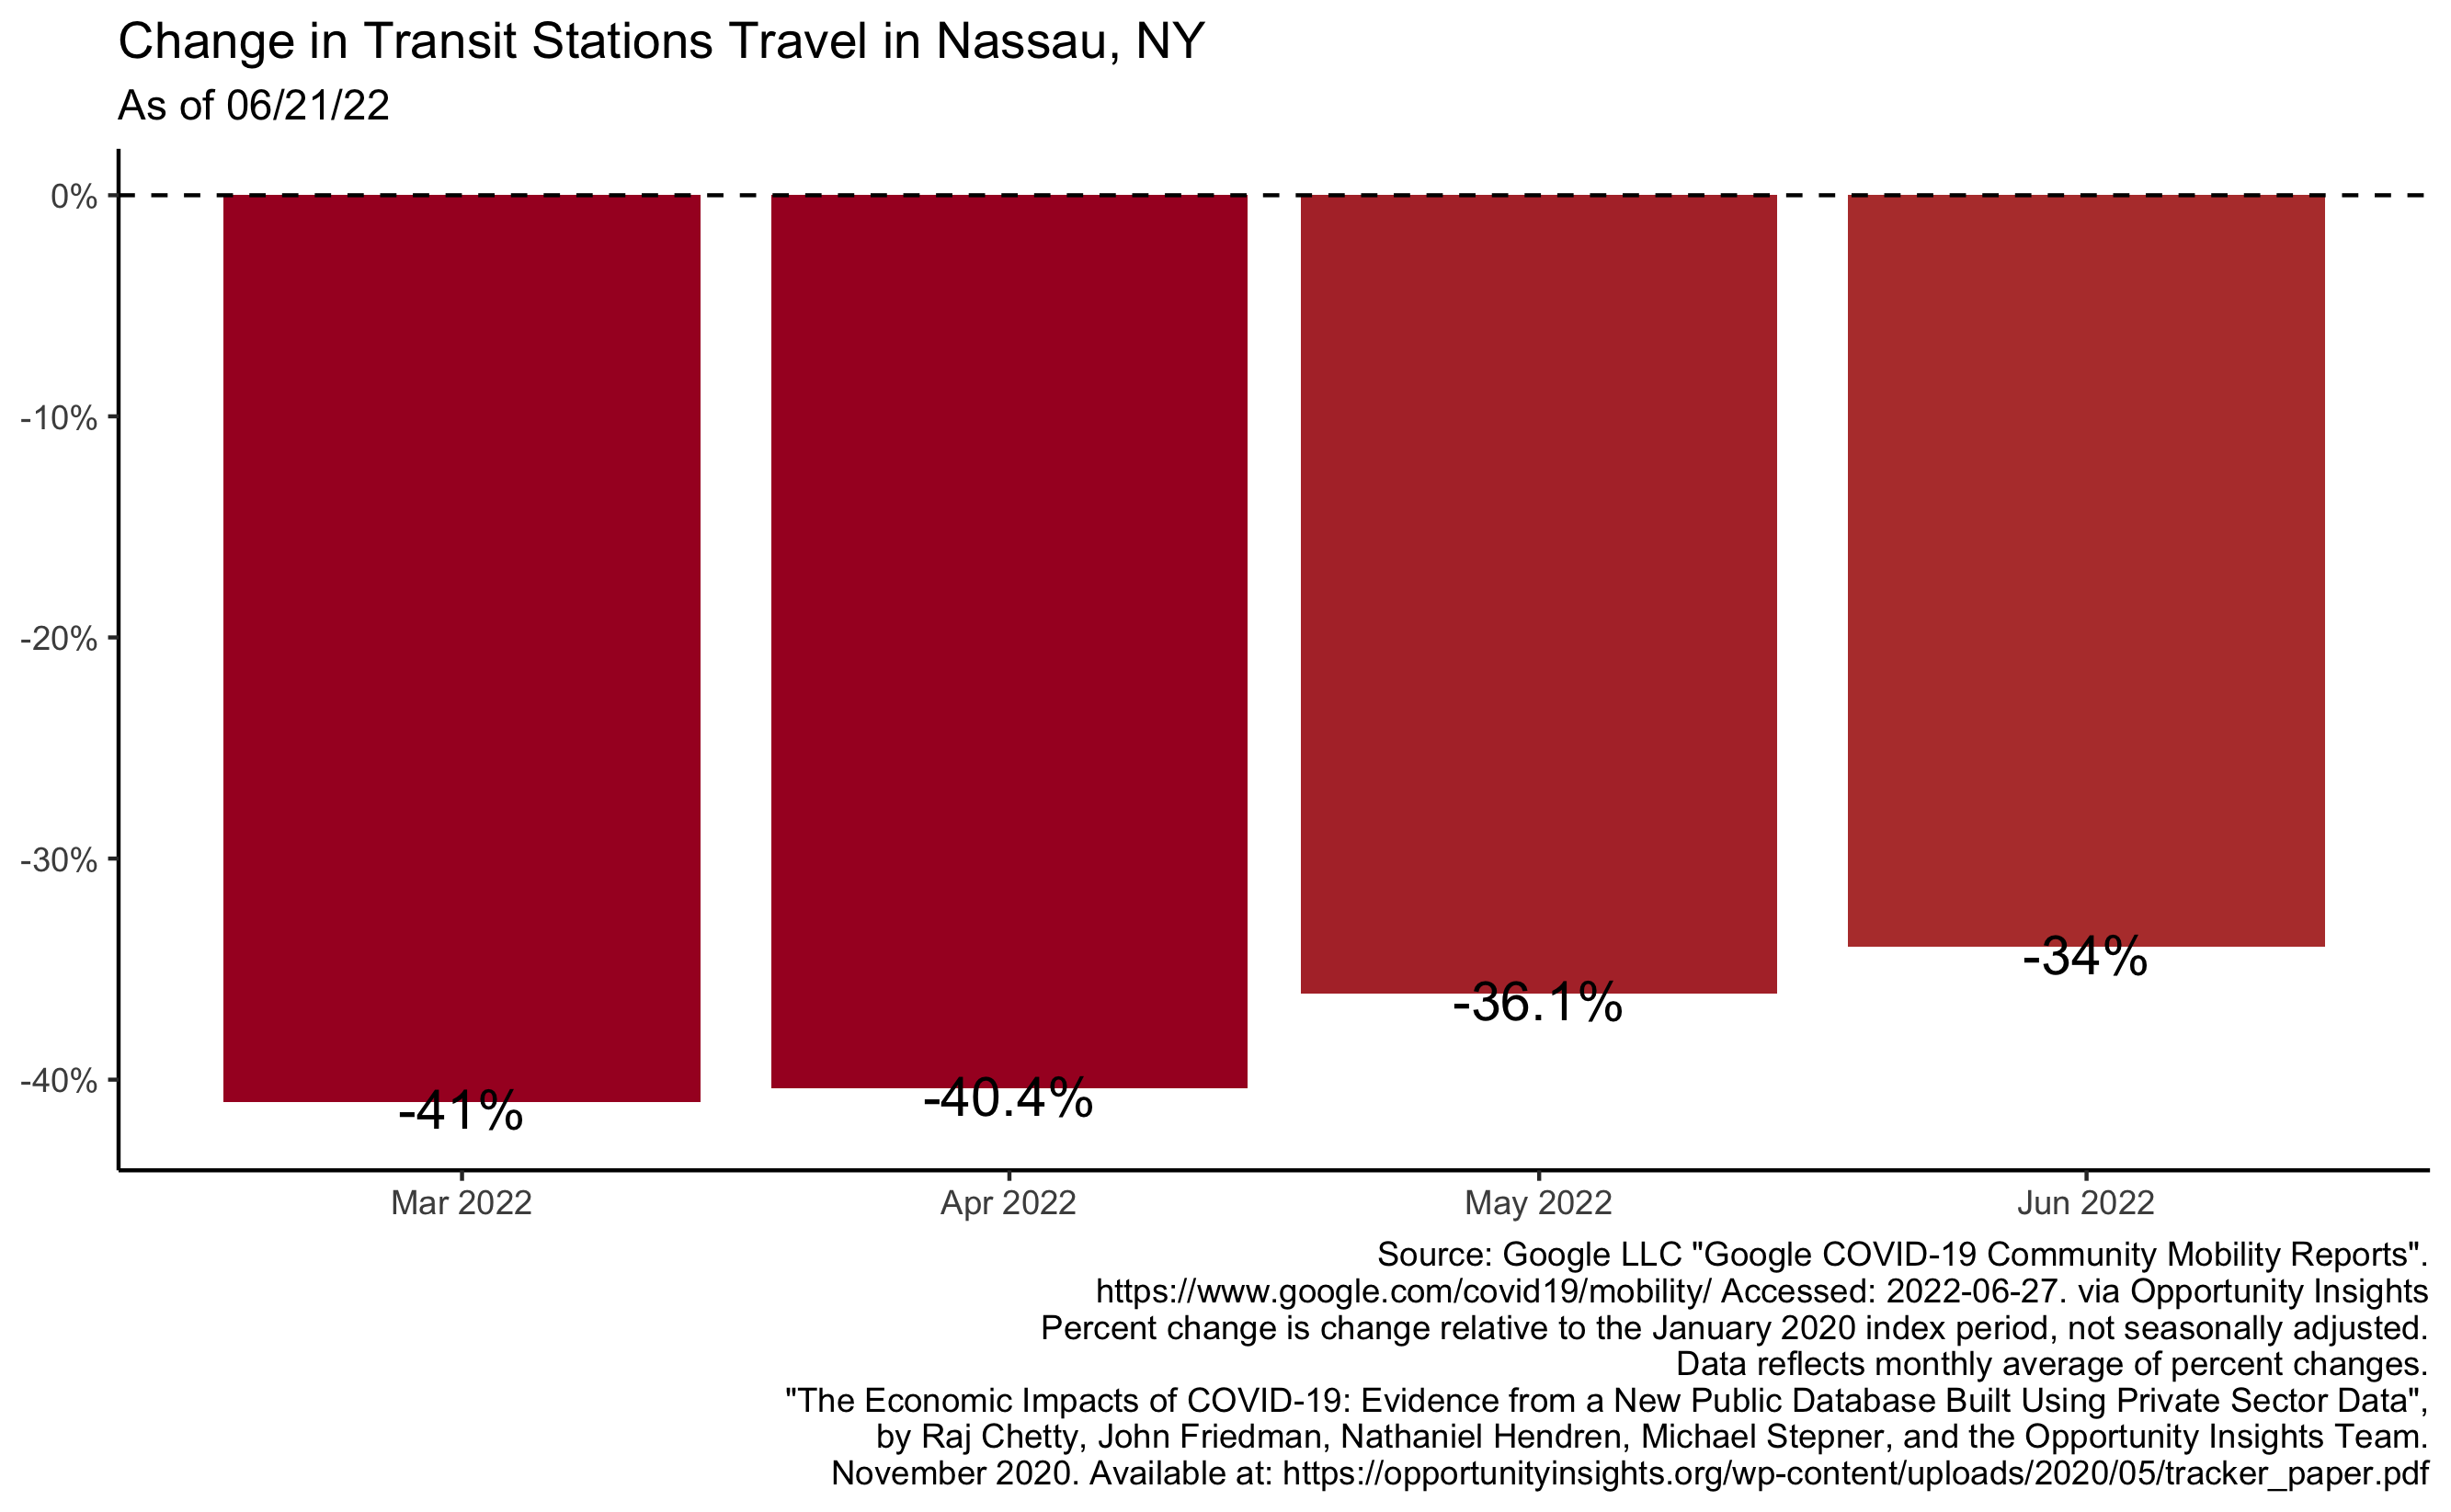 Change in Transit Stations Travel in Nassau, NY
As of 06/21/22
0%
-10%
-20%
-30%
-40%
-41%
-40.4%
-36.1%
-34%
Mar 2022
Apr 2022
May 2022
Jun 2022
Source: Google LLC "Google COVID-19 Community Mobility Reports".
https://www.google.com/covid19/mobility/ Accessed: 2022-06-27. via Opportunity Insights
Percent change is change relative to the January 2020 index period, not seasonally adjusted.
Data reflects monthly average of percent changes.
"The Economic Impacts of COVID-19: Evidence from a New Public Database Built Using Private Sector Data",
by Raj Chetty, John Friedman, Nathaniel Hendren, Michael Stepner, and the Opportunity Insights Team.
November 2020. Available at: https://opportunityinsights.org/wp-content/uploads/2020/05/tracker_paper.pdf